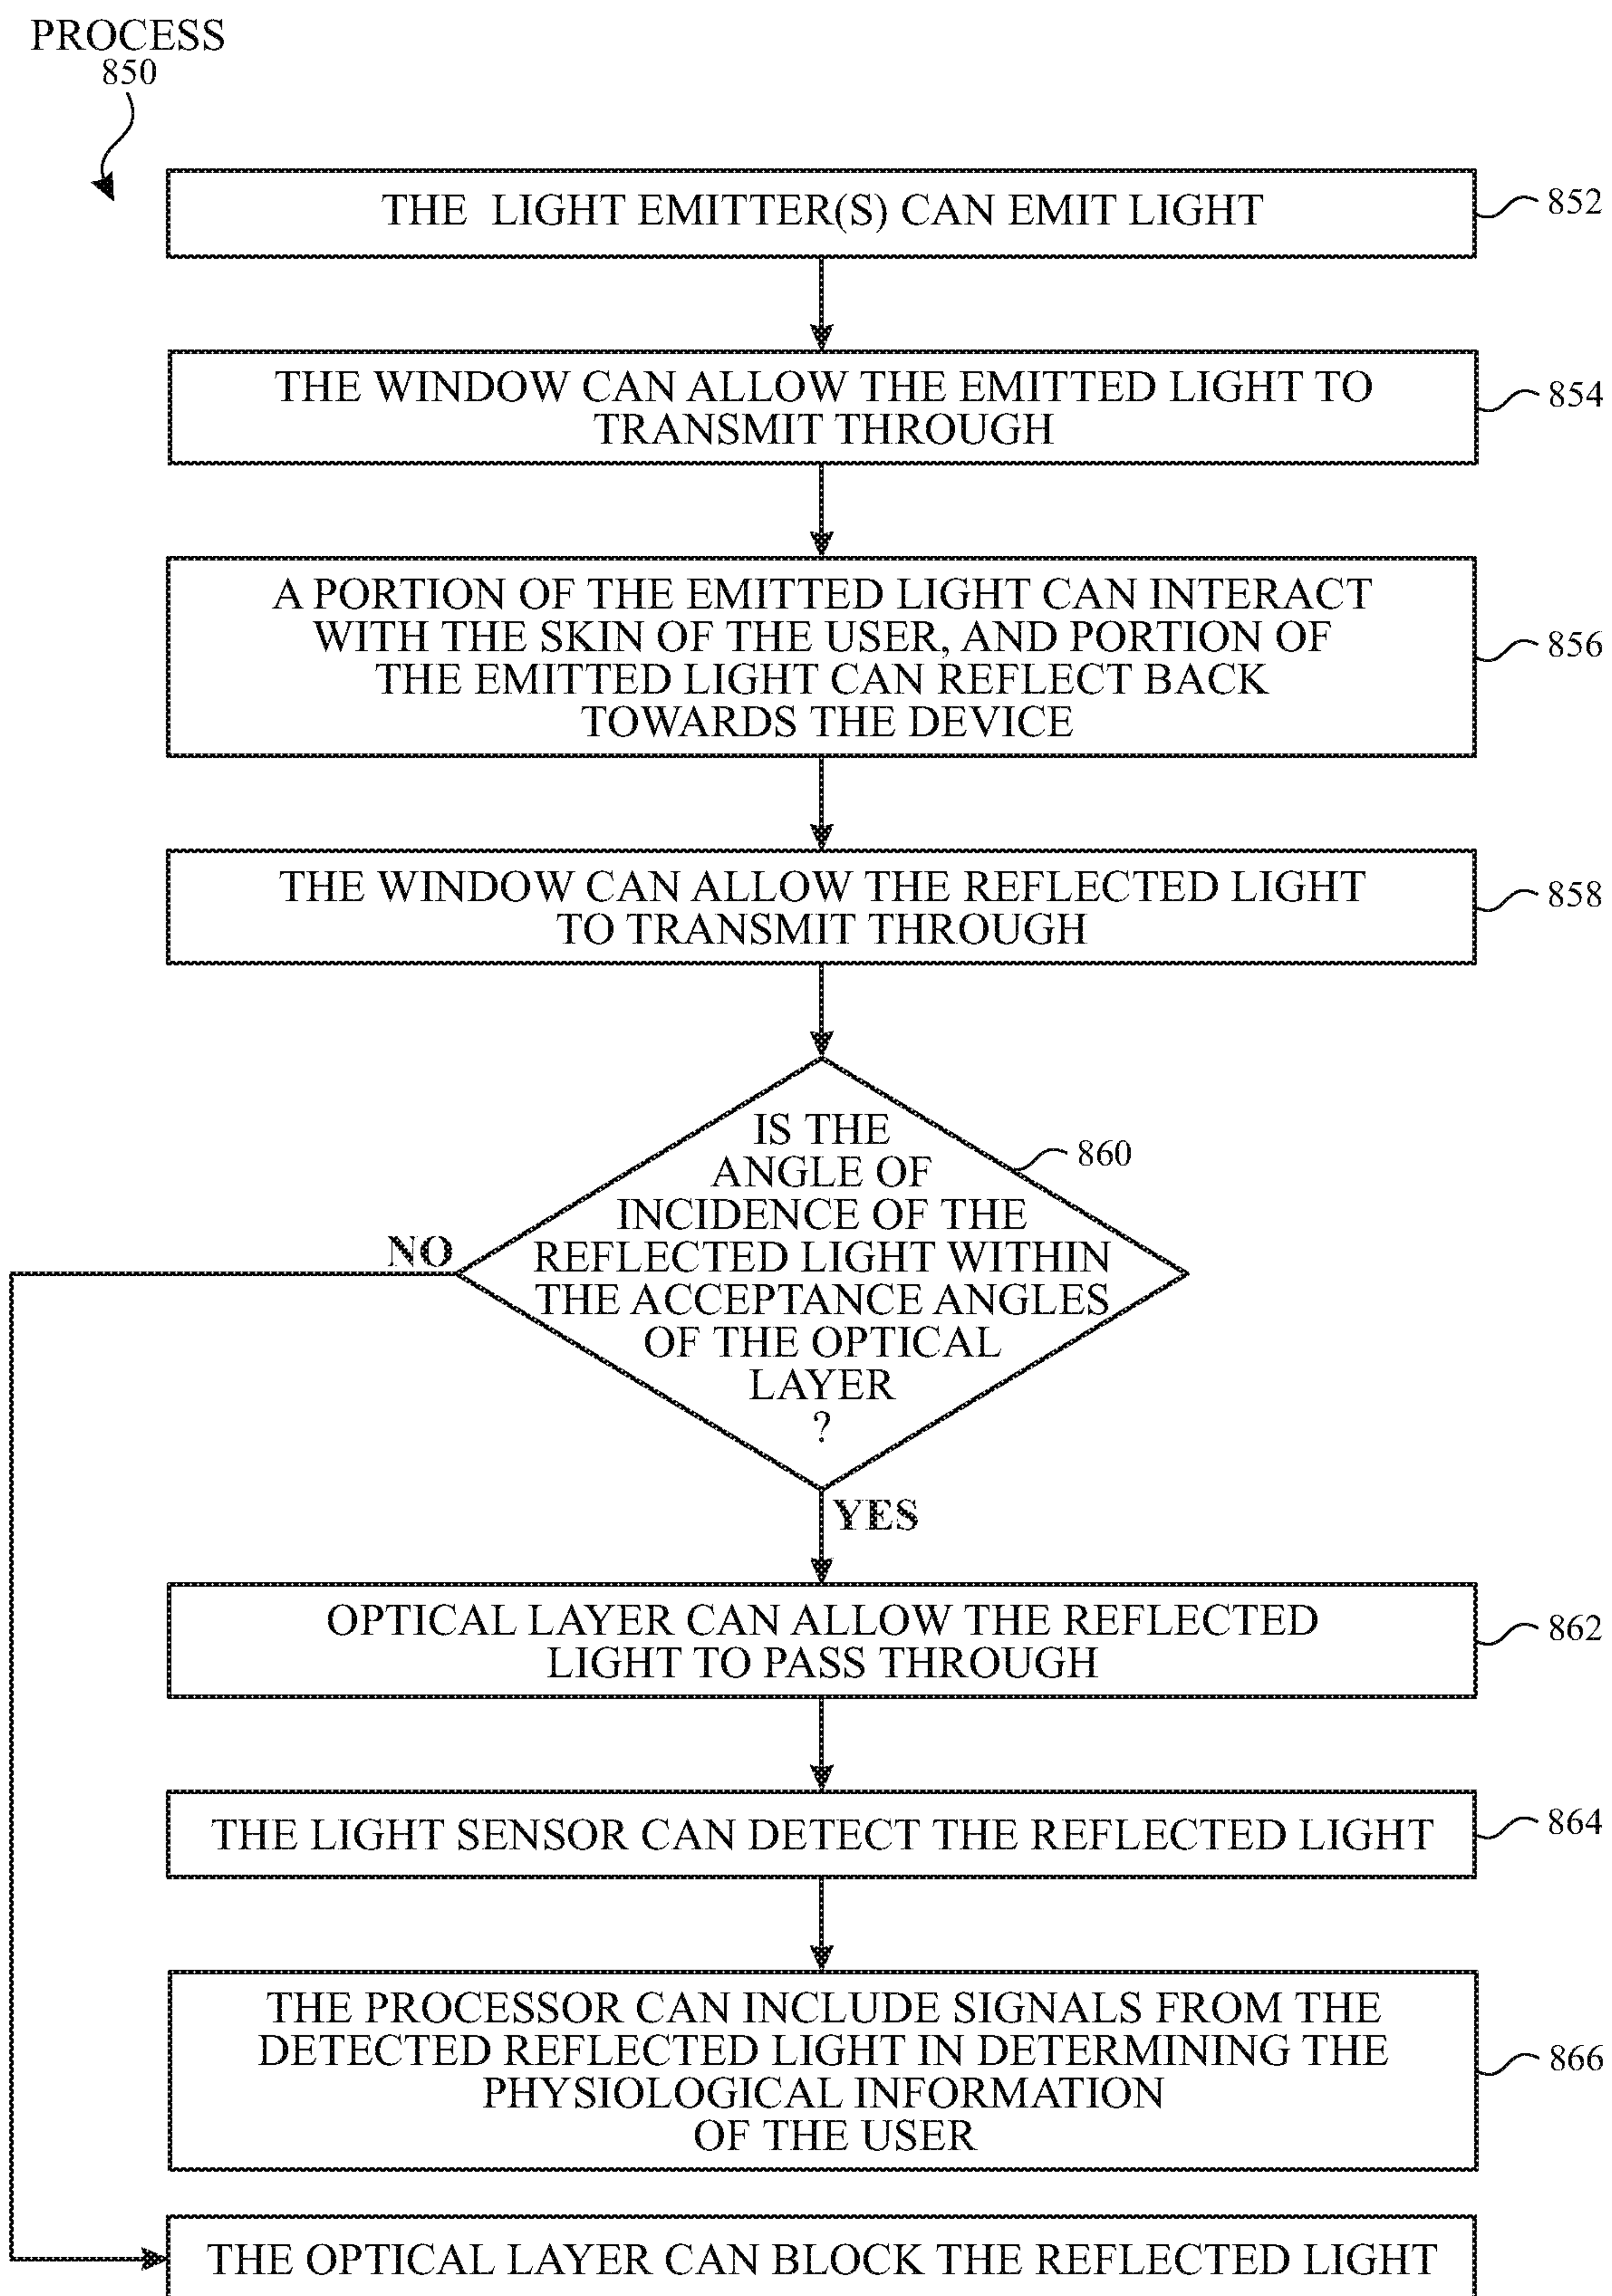 PROCESS
850
THE LIGHT EMITTER(S) CAN EMIT LIGHT
852
THE WINDOW CAN ALLOW THE EMITTED LIGHT TO
TRANSMIT THROUGH
854
A PORTION OF THE EMITTED LIGHT CAN INTERACT
WITH THE SKIN OF THE USER, AND PORTION OF
THE EMITTED LIGHT CAN REFLECT BACK
TOWARDS THE DEVICE
856
THE WINDOW CAN ALLOW THE REFLECTED LIGHT
TO TRANSMIT THROUGH
858
IS THE
ANGLE OF
INCIDENCE OF THE
REFLECTED LIGHT WITHIN
THE ACCEPTANCE ANGLES
OF THE OPTICAL
LAYER
?
860
NO
YES
OPTICAL LAYER CAN ALLOW THE REFLECTED
LIGHT TO PASS THROUGH
862
THE LIGHT SENSOR CAN DETECT THE REFLECTED LIGHT
864
THE PROCESSOR CAN INCLUDE SIGNALS FROM THE
DETECTED REFLECTED LIGHT IN DETERMINING THE
PHYSIOLOGICAL INFORMATION
OF THE USER
866
THE OPTICAL LAYER CAN BLOCK THE REFLECTED LIGHT